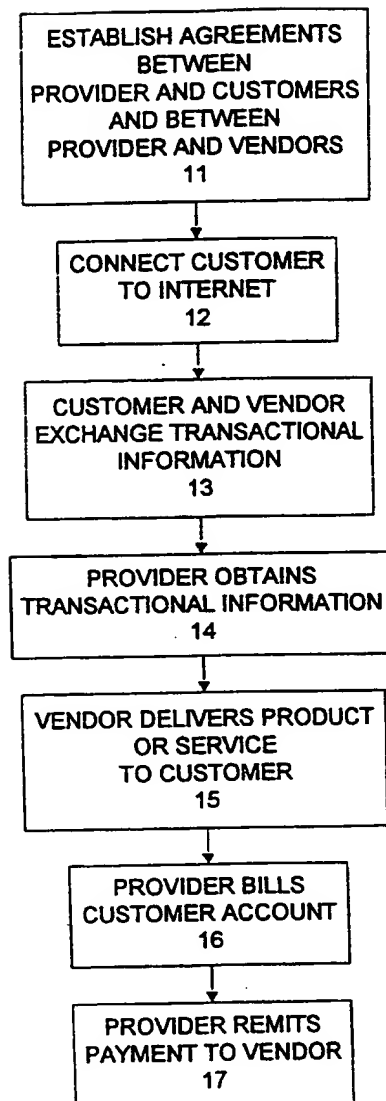 ESTABLISH AGREEMENTS
BETWEEN
PROVIDER AND CUSTOMERS
AND BETWEEN
PROVIDER AND VENDORS
11
CONNECT CUSTOMER
TO INTERNET
12
CUSTOMER AND VENDOR
EXCHANGE TRANSACTIONAL
INFORMATION
13
PROVIDER OBTAINS
TRANSACTIONAL INFORMATION
14
VENDOR DELIVERS PRODUCT
OR SERVICE
TO CUSTOMER
15
PROVIDER BILLS
CUSTOMER ACCOUNT
16
PROVIDER REMITS
PAYMENT TO VENDOR
17